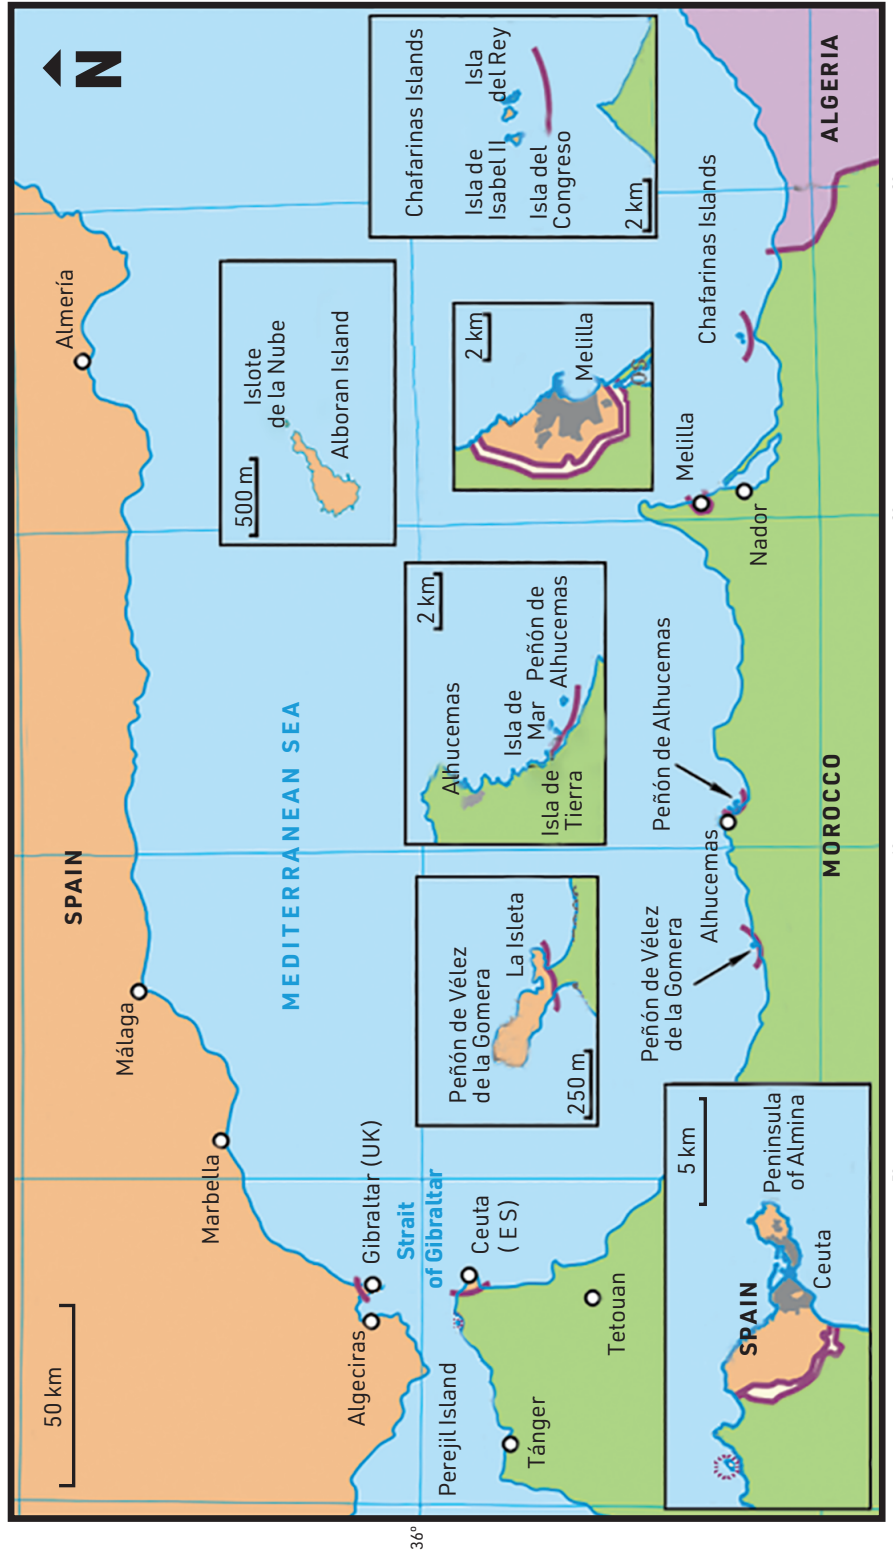 N
50 km
SPAIN
Almería
Málaga
Marbella
Algeciras
Gibraltar (UK)
Strait
of Gibraltar
MEDITERRANEAN SEA
36º
Perejil Island
Ceuta
( E S )
Tánger
Tetouan
500 m
Islote
de la Nube
Alboran Island
Chafarinas Islands
Isla de
Isabel II
Isla
del Rey
Isla del
Congreso
2 km
2 km
Melilla
2 km
Alhucemas
Isla de
Mar
Peñón de
Alhucemas
Isla de
Tierra
Peñón de Vélez
de la Gomera
La Isleta
250 m
Peñón de Vélez
de la Gomera
Alhucemas
Peñón de Alhucemas
Melilla
Nador
Chafarinas Islands
MOROCCO
ALGERIA
5 km
SPAIN
Peninsula
of Almina
Ceuta